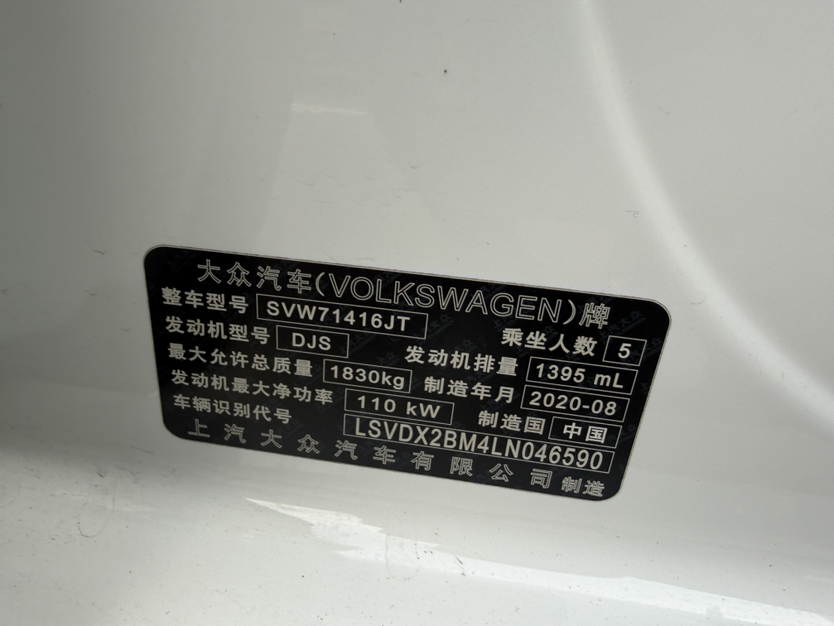 大众汽车(VOLKSWAGEN)牌
整车型号 SVW71416JT 乘坐人数 5
发动机型号 DJS 发动机排量 1395 mL
最大允许总质量 1830kg 制造年月 2020-08
发动机最大净功率 110 kW 制造国 中国
车辆识别代号 LSVDX2BM4LN046590
上汽大众汽车有限公司 制造